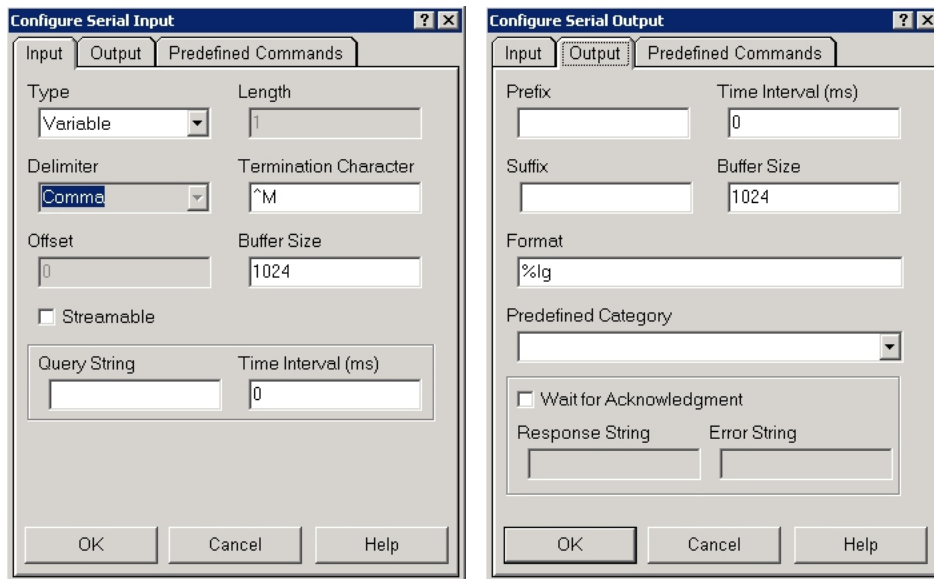 Configure Serial Input
Input Output Predefined Commands
Type Length
Variable 1
Delimiter Termination Character
Comma ^M
Offset Buffer Size
0 1024
Streamable
Query String Time Interval (ms)
0
OK Cancel Help
Configure Serial Output
Input Output Predefined Commands
Prefix Time Interval (ms)
0
Suffix Buffer Size
1024
Format
%lg
Predefined Category
Wait for Acknowledgment
Response String Error String
OK Cancel Help